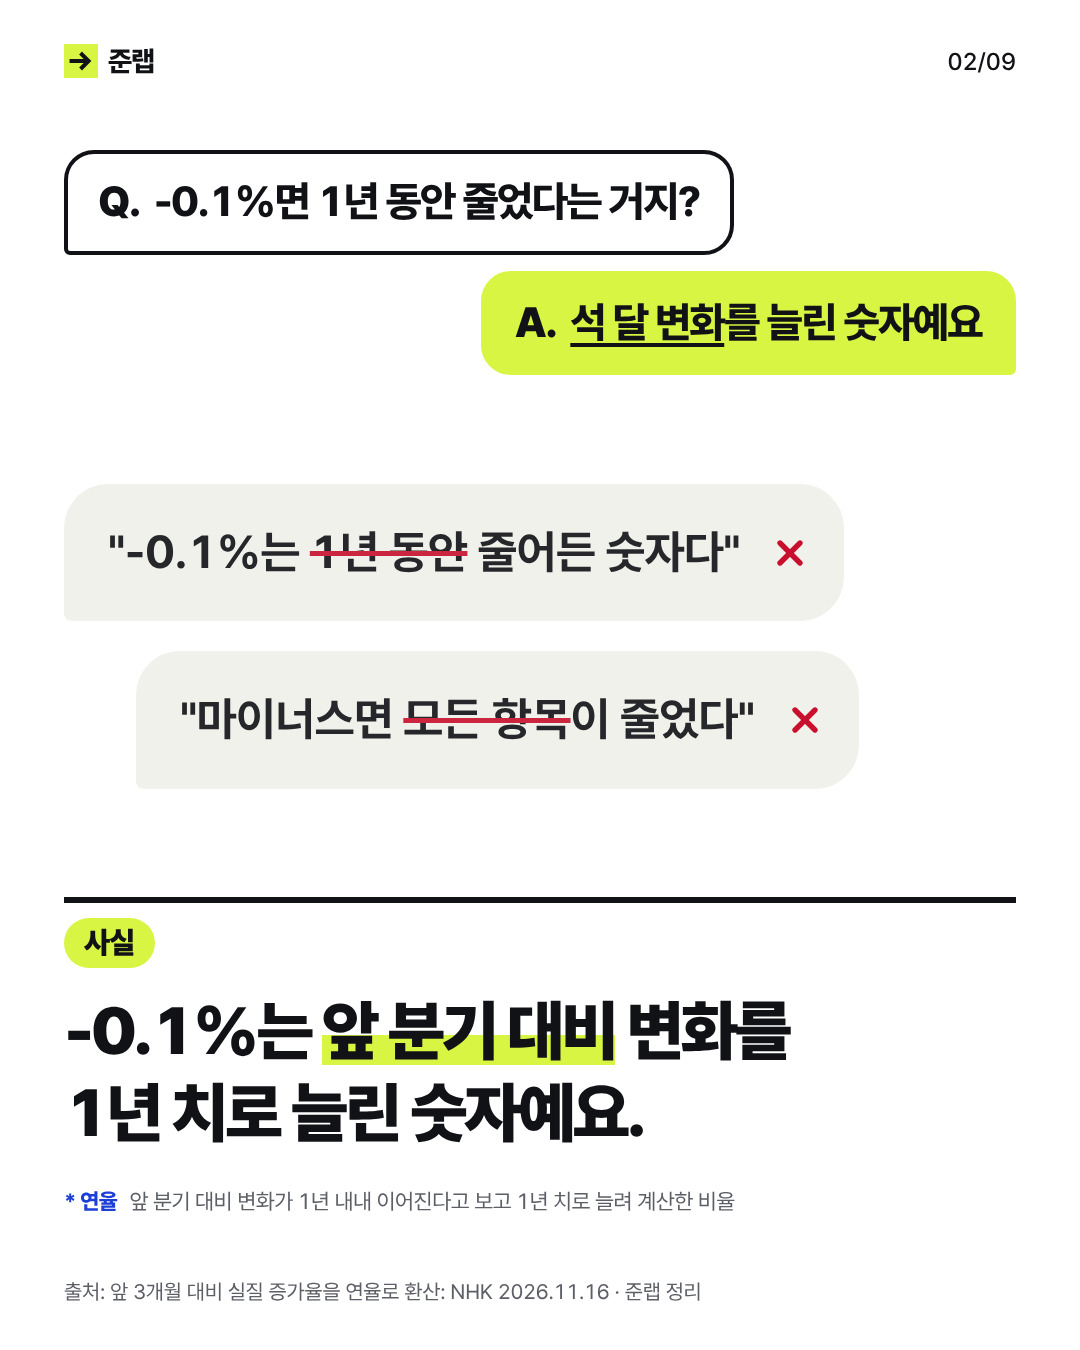 준랩
02/09
Q. -0.1%면 1년 동안 줄었다는 거지?
A. 석 달 변화를 늘린 숫자예요
"-0.1%는 1년 동안 줄어든 숫자다"
"마이너스면 모든 항목이 줄었다"
사실
-0.1%는 앞 분기 대비 변화를
1년 치로 늘린 숫자예요.
* 연율 앞 분기 대비 변화가 1년 내내 이어진다고 보고 1년 치로 늘려 계산한 비율
출처: 앞 3개월 대비 실질 증가율을 연율로 환산: NHK 2026.11.16 · 준랩 정리